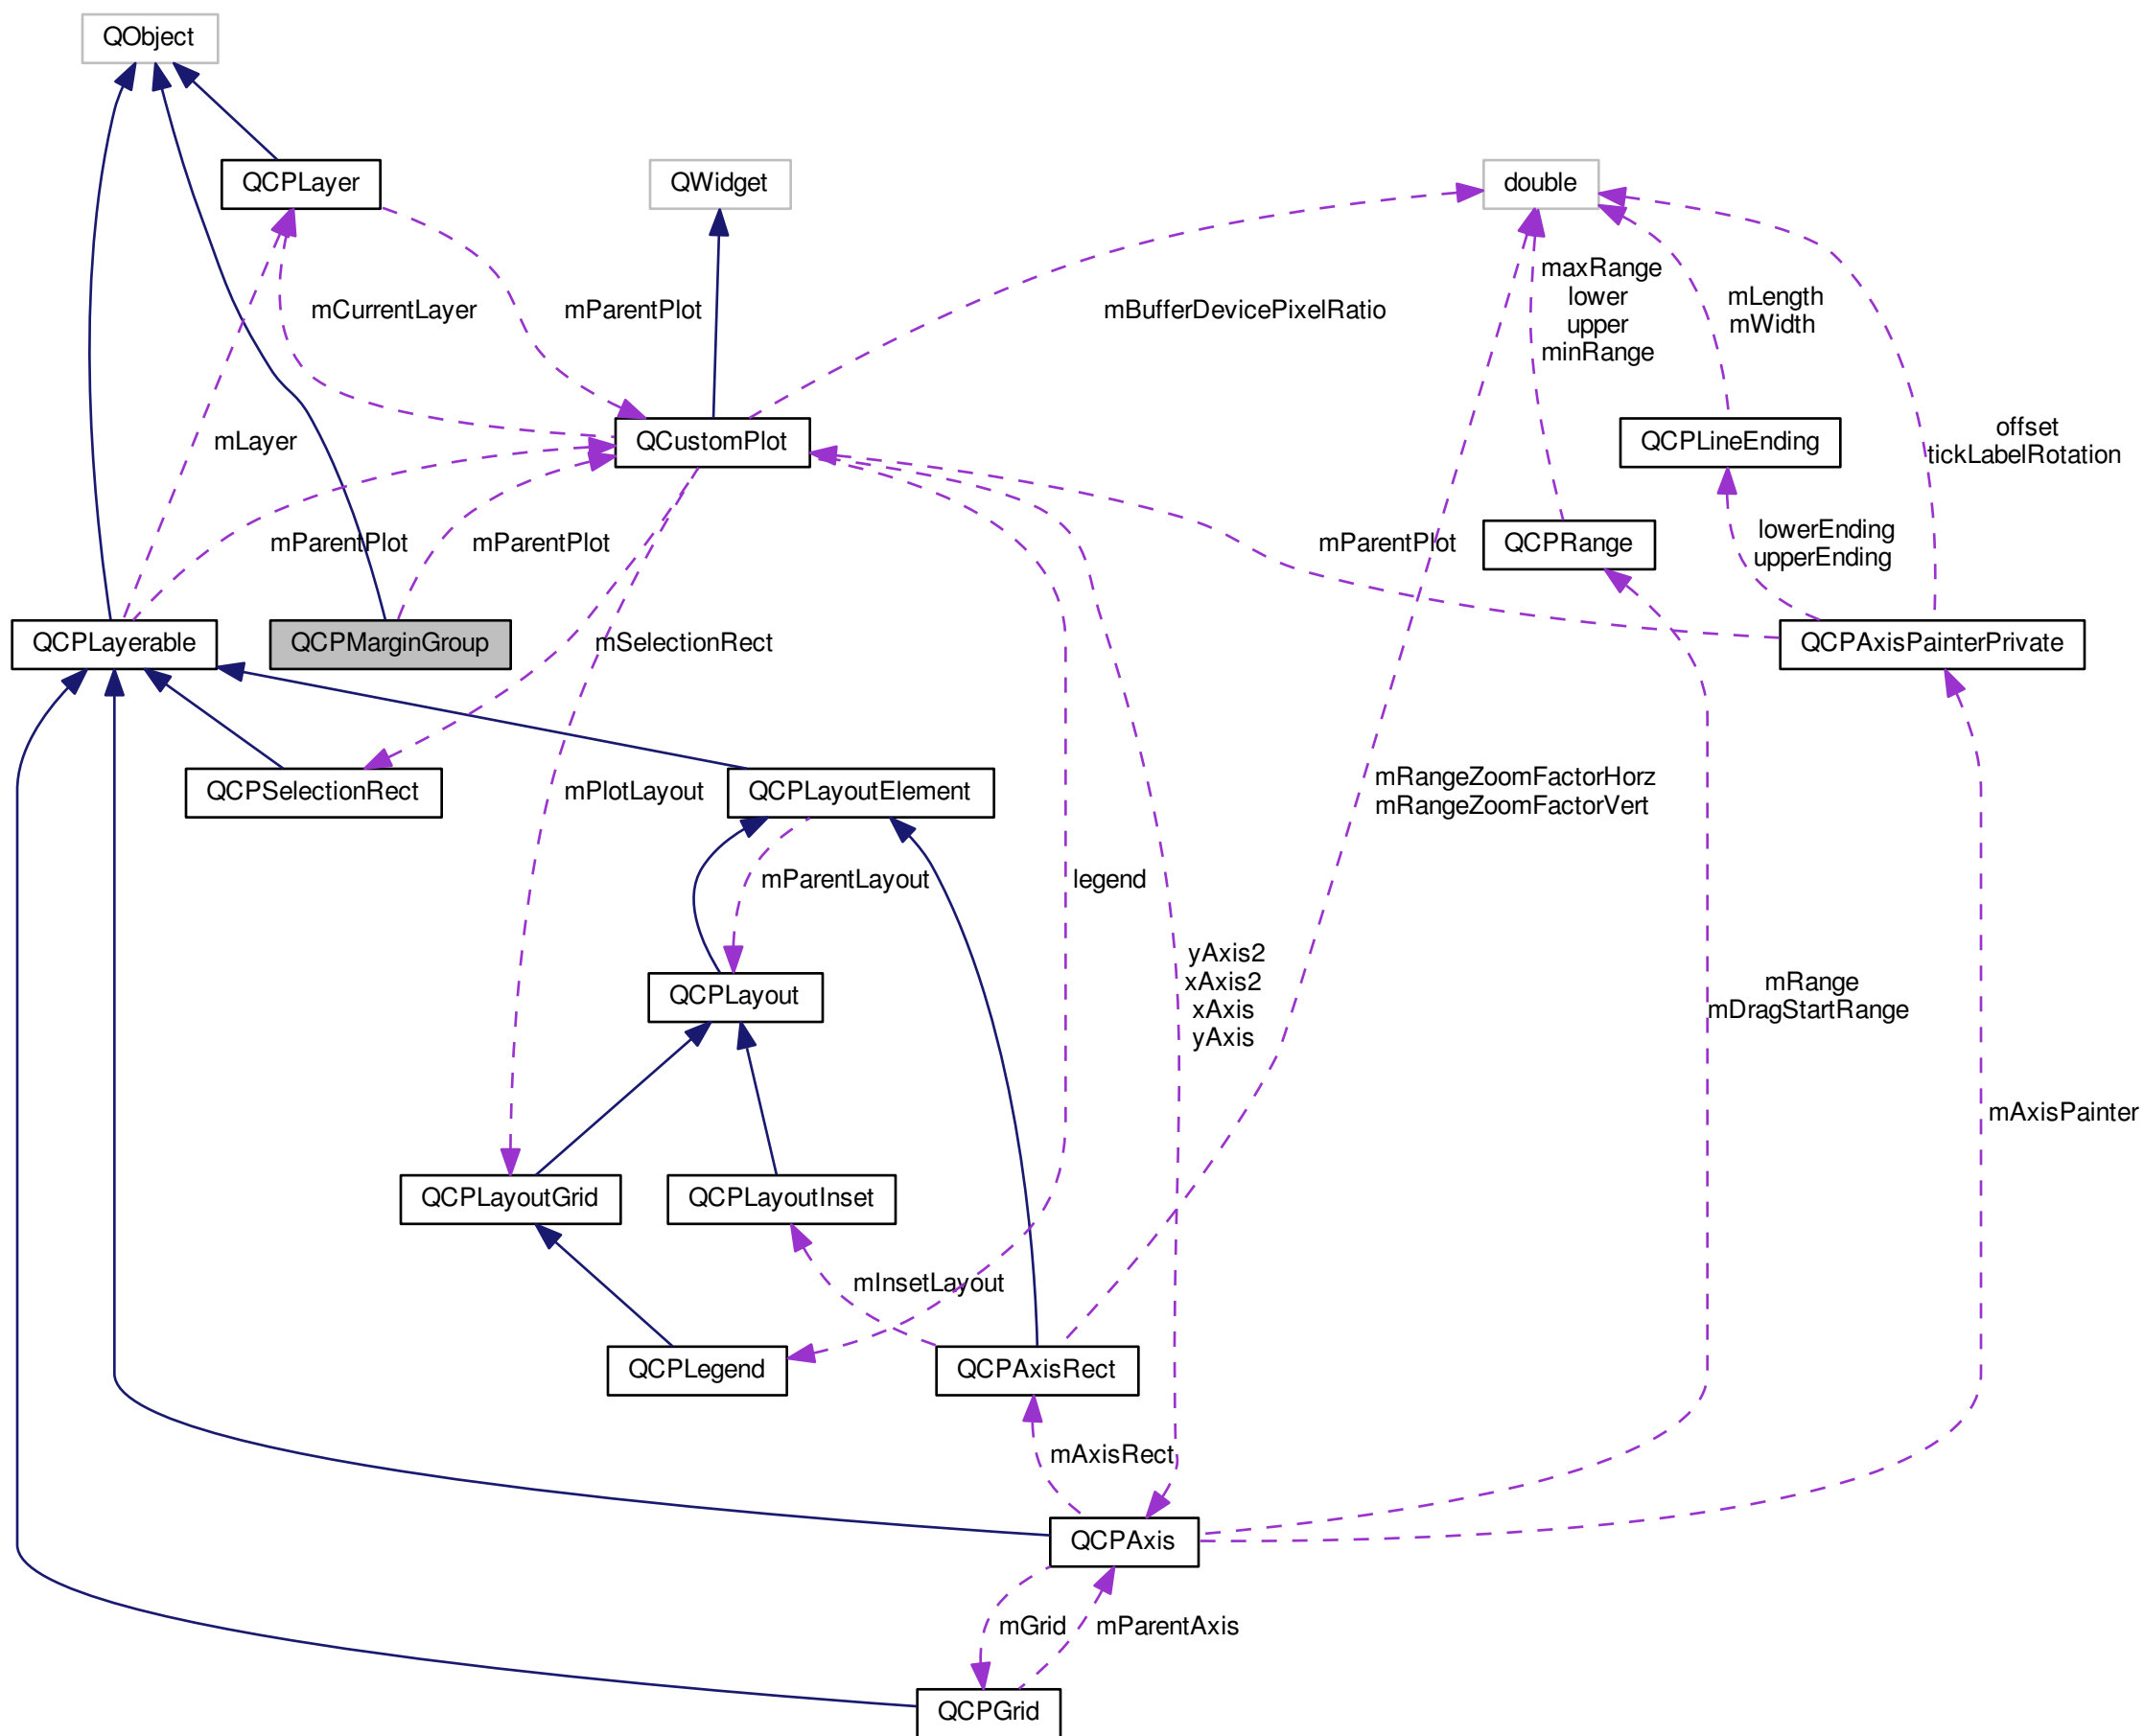 QObject
QCPLayer
QWidget
double
mCurrentLayer
mParentPlot
mBufferDevicePixelRatio
maxRange
lower
upper
minRange
mLength
mWidth
mLayer
QCustomPlot
QCPLineEnding
offset
tickLabelRotation
mParentPlot
mParentPlot
mParentPlot
QCPRange
lowerEnding
upperEnding
QCPLayerable
QCPMarginGroup
mSelectionRect
QCPAxisPainterPrivate
QCPSelectionRect
mPlotLayout
QCPLayoutElement
mRangeZoomFactorHorz
mRangeZoomFactorVert
mParentLayout
legend
QCPLayout
yAxis2
xAxis2
xAxis
yAxis
mRange
mDragStartRange
mAxisPainter
QCPLayoutGrid
QCPLayoutInset
mInsetLayout
QCPLegend
QCPAxisRect
mAxisRect
QCPAxis
mGrid
mParentAxis
QCPGrid